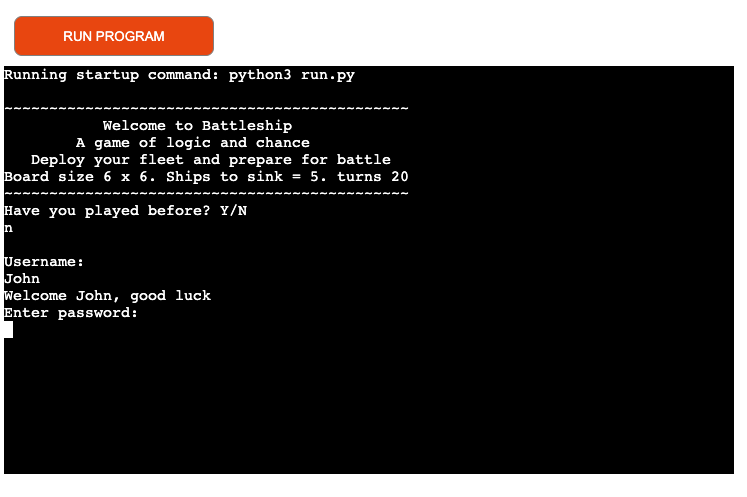 RUN PROGRAM
Running startup command: python3 run.py
~~~~~~~~~~~~~~~~~~~~~~~~~~~~~~~~~~~~~~~~~~~~~
Welcome to Battleship
A game of logic and chance
Deploy your fleet and prepare for battle
Board size 6 x 6. Ships to sink = 5. turns 20
~~~~~~~~~~~~~~~~~~~~~~~~~~~~~~~~~~~~~~~~~~~~~
Have you played before? Y/N
n
Username:
John
Welcome John, good luck
Enter password: